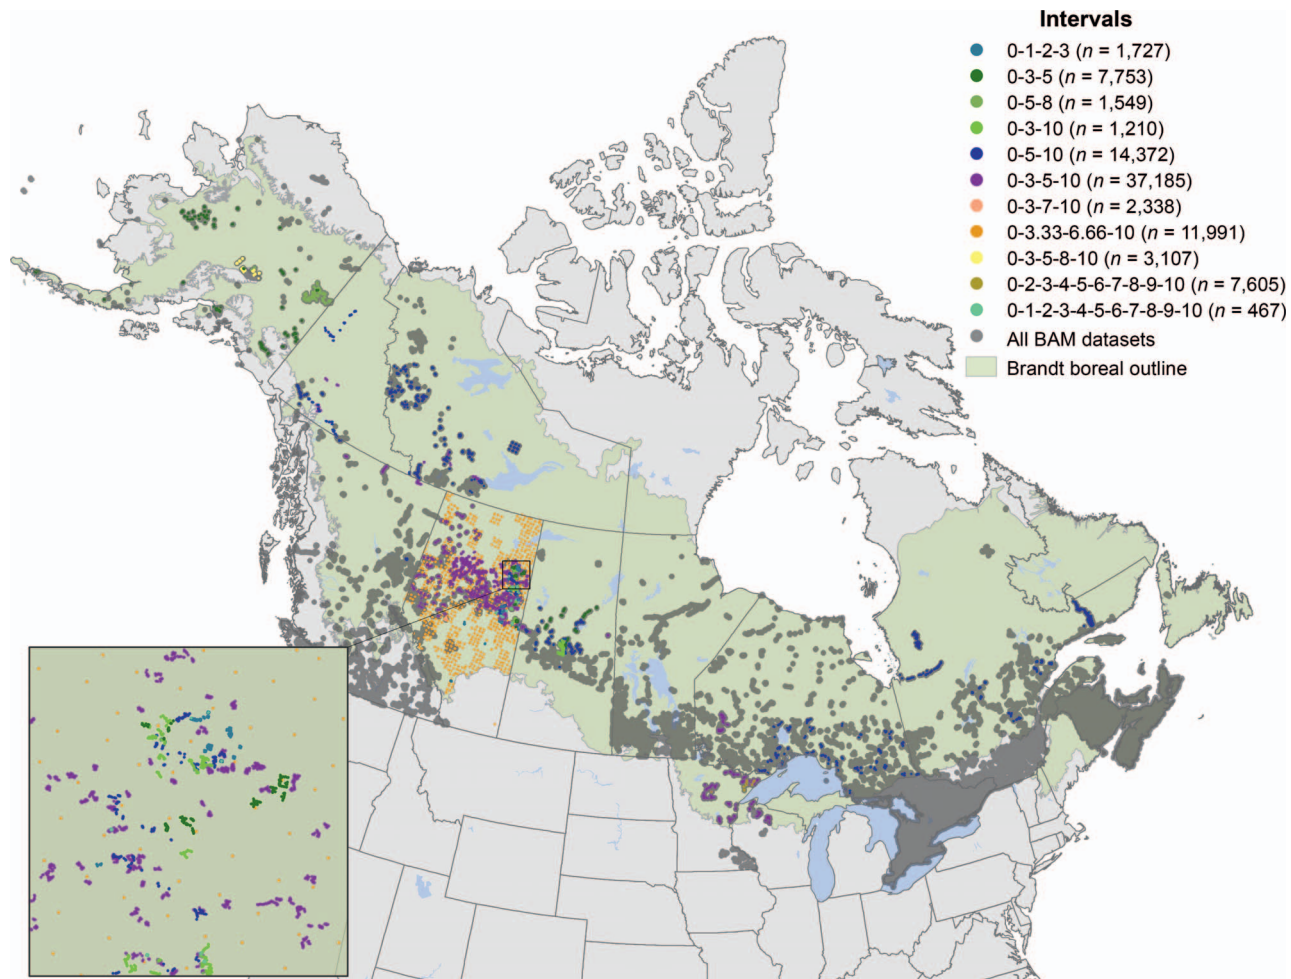 Intervals
0-1-2-3 (n = 1,727)
0-3-5 (n = 7,753)
0-5-8 (n = 1,549)
0-3-10 (n = 1,210)
0-5-10 (n = 14,372)
0-3-5-10 (n = 37,185)
0-3-7-10 (n = 2,338)
0-3.33-6.66-10 (n = 11,991)
0-3-5-8-10 (n = 3,107)
0-2-3-4-5-6-7-8-9-10 (n = 7,605)
0-1-2-3-4-5-6-7-8-9-10 (n = 467)
All BAM datasets
Brandt boreal outline